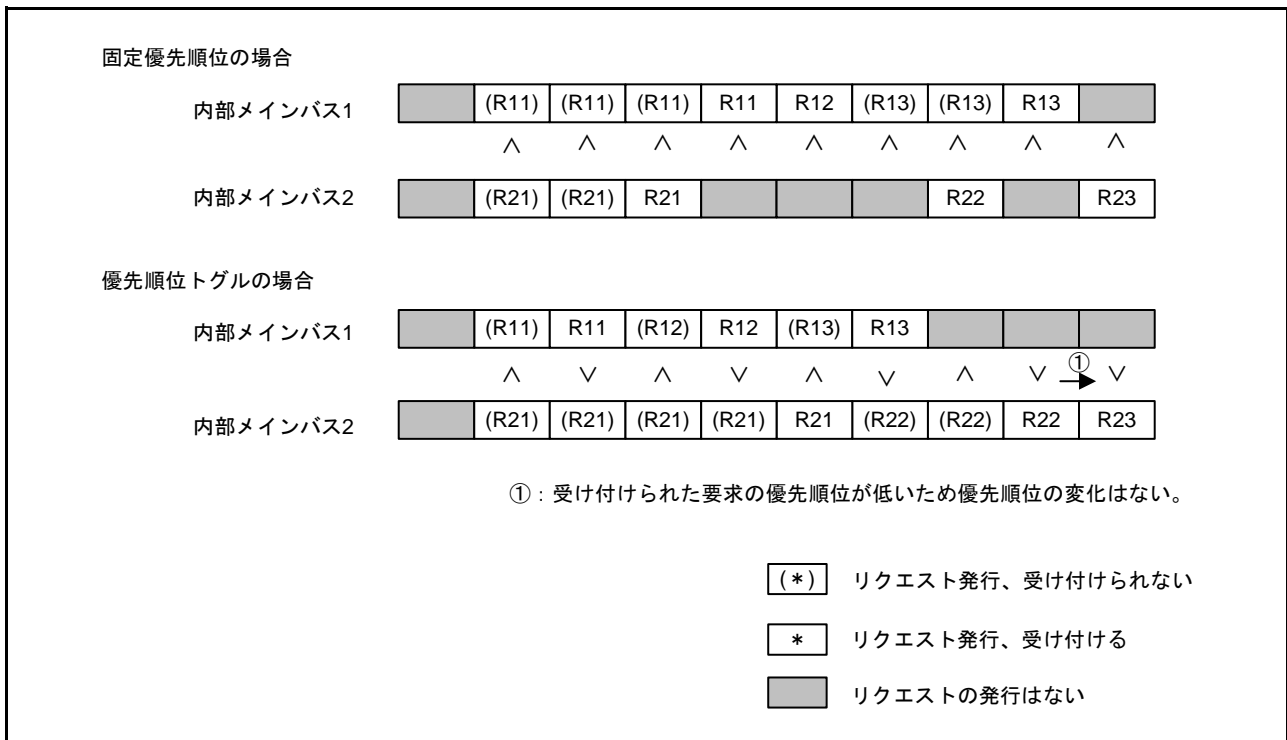 固定優先順位の場合
内部メインバス1 (R11) (R11) (R11) R11 R12 (R13) (R13) R13
∧ ∧ ∧ ∧ ∧ ∧ ∧ ∧ ∧
内部メインバス2 (R21) (R21) R21 R22 R23
優先順位トグルの場合
内部メインバス1 (R11) R11 (R12) R12 (R13) R13
∧ ∨ ∧ ∨ ∧ ∨ ∧ ∨ ① ∨
内部メインバス2 (R21) (R21) (R21) (R21) R21 (R22) (R22) R22 R23
①:受け付けられた要求の優先順位が低いため優先順位の変化はない。
(*) リクエスト発行、受け付けられない
* リクエスト発行、受け付ける
リクエストの発行はない